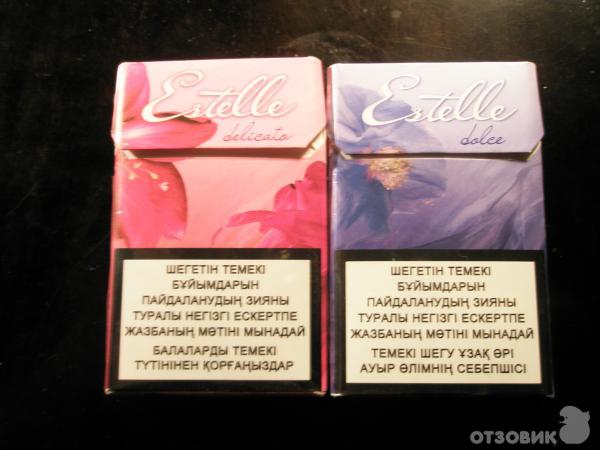 Estelle
delicato
ШЕГЕТІН ТЕМЕКІ
БҰЙЫМДАРЫН
ПАЙДАЛАНУДЫҢ ЗИЯНЫ
ТУРАЛЫ НЕГІЗГІ ЕСКЕРТПЕ
ЖАЗБАНЫҢ МӘТІНІ МЫНАДАЙ
БАЛАЛАРДЫ ТЕМЕКІ
ТҮТІНІНЕН ҚОРҒАҢЫЗДАР
Estelle
dolce
ШЕГЕТІН ТЕМЕКІ
БҰЙЫМДАРЫН
ПАЙДАЛАНУДЫҢ ЗИЯНЫ
ТУРАЛЫ НЕГІЗГІ ЕСКЕРТПЕ
ЖАЗБАНЫҢ МӘТІНІ МЫНАДАЙ
ТЕМЕКІ ШЕГУ ҰЗАҚ ӘРІ
АУЫР ӨЛІМНІҢ СЕБЕПШІСІ
ОТЗОВИК